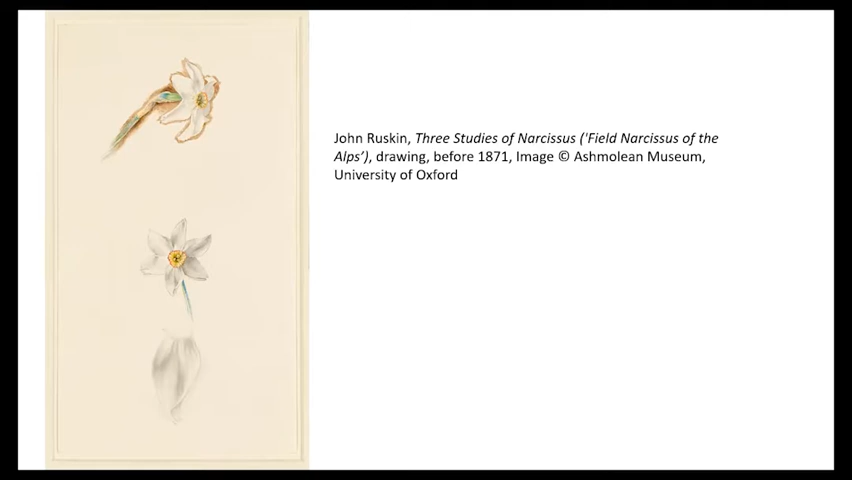 John Ruskin, Three Studies of Narcissus ('Field Narcissus of the
Alps’), drawing, before 1871, Image © Ashmolean Museum,
University of Oxford